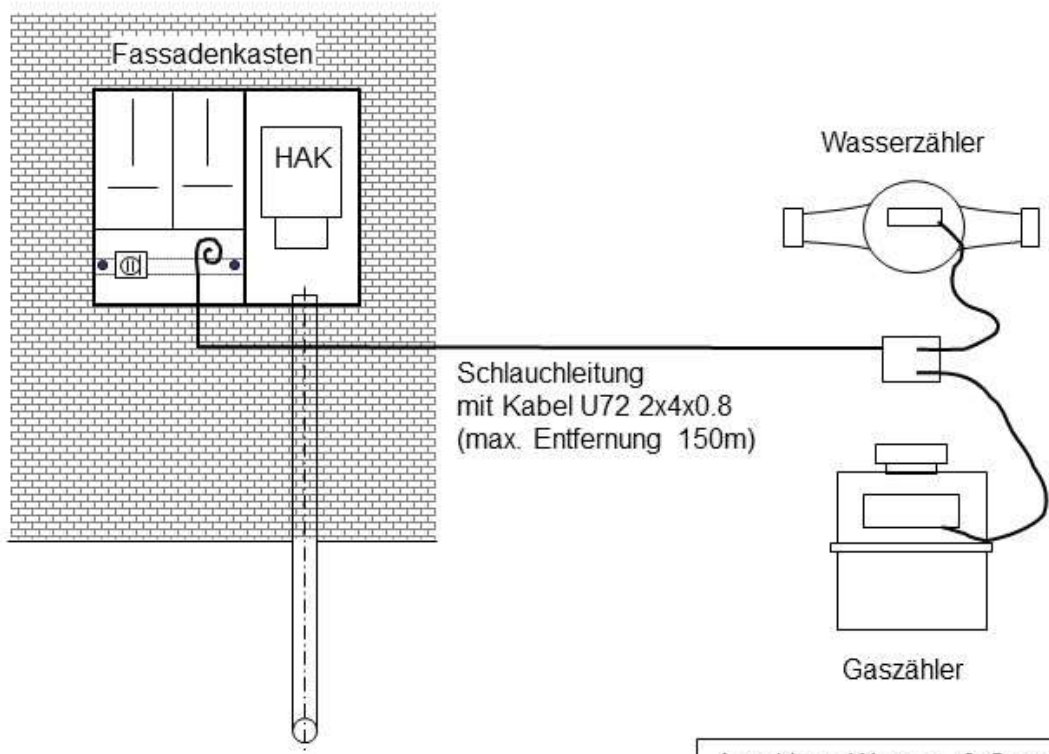 Fassadenkasten
HAK
Wasserzähler
Schlauchleitung
mit Kabel U72 2x4x0.8
(max. Entfernung 150m)
Gaszähler